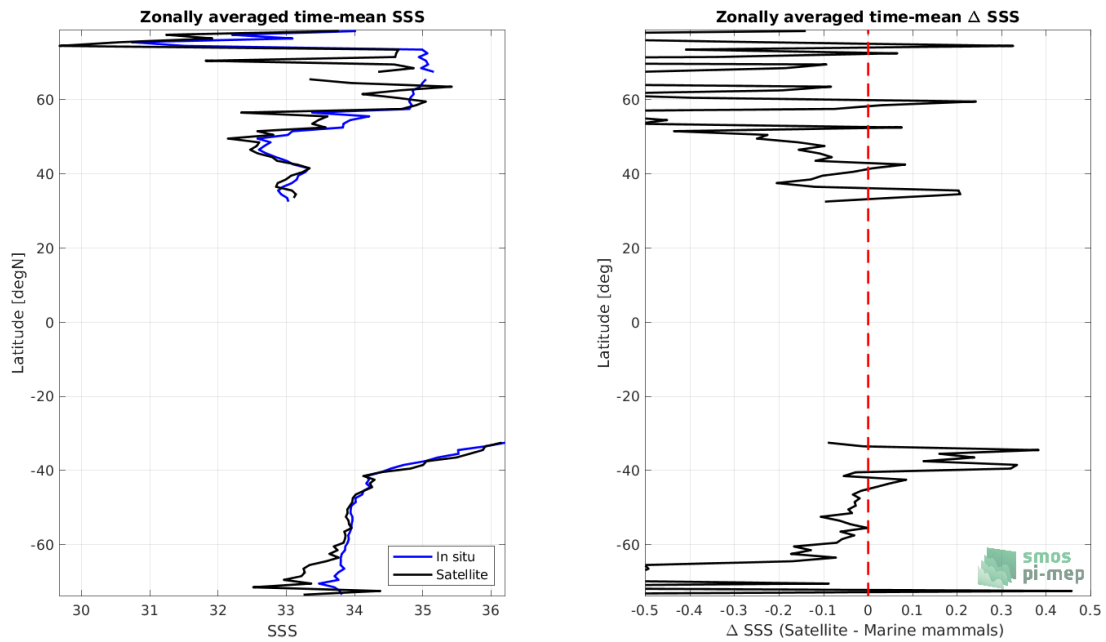 Zonally averaged time-mean SSS
Latitude [degN]
60
40
20
0
-20
-40
-60
30 31 32 33 34 35 36
SSS
In situ
Satellite
Zonally averaged time-mean Δ SSS
Latitude [deg]
60
40
20
0
-20
-40
-60
-0.5 -0.4 -0.3 -0.2 -0.1 0 0.1 0.2 0.3 0.4 0.5
Δ SSS (Satellite - Marine mammals)
smos
pi-mep